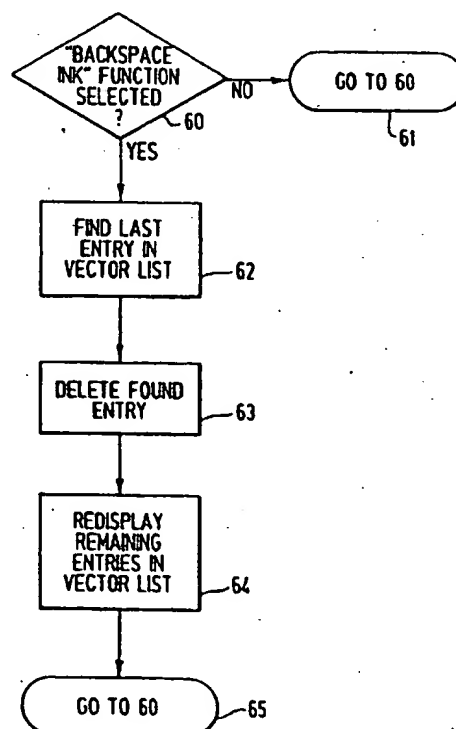 "BACKSPACE
INK" FUNCTION
SELECTED
?
60
NO
GO TO 60
61
YES
FIND LAST
ENTRY IN
VECTOR LIST
62
DELETE FOUND
ENTRY
63
REDISPLAY
REMAINING
ENTRIES IN
VECTOR LIST
64
GO TO 60
65